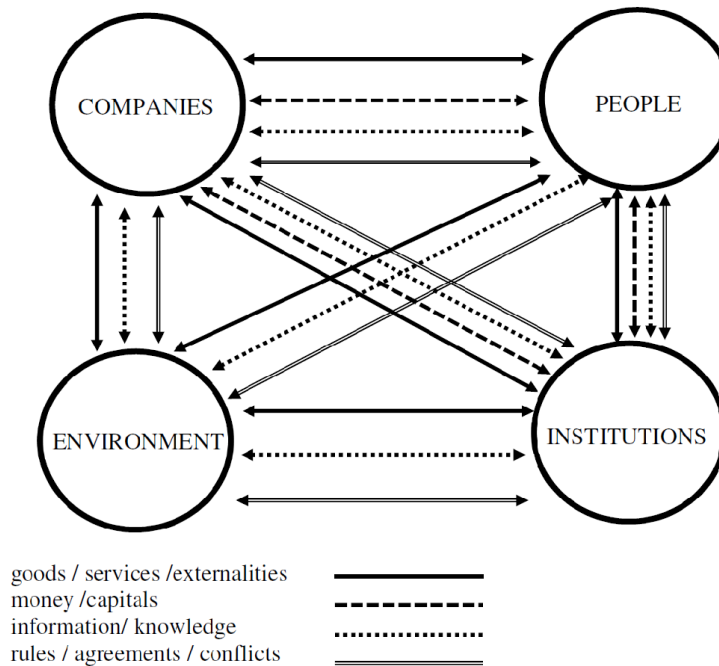 COMPANIES
PEOPLE
ENVIRONMENT
INSTITUTIONS
goods / services /externalities
money /capitals
information/ knowledge
rules / agreements / conflicts